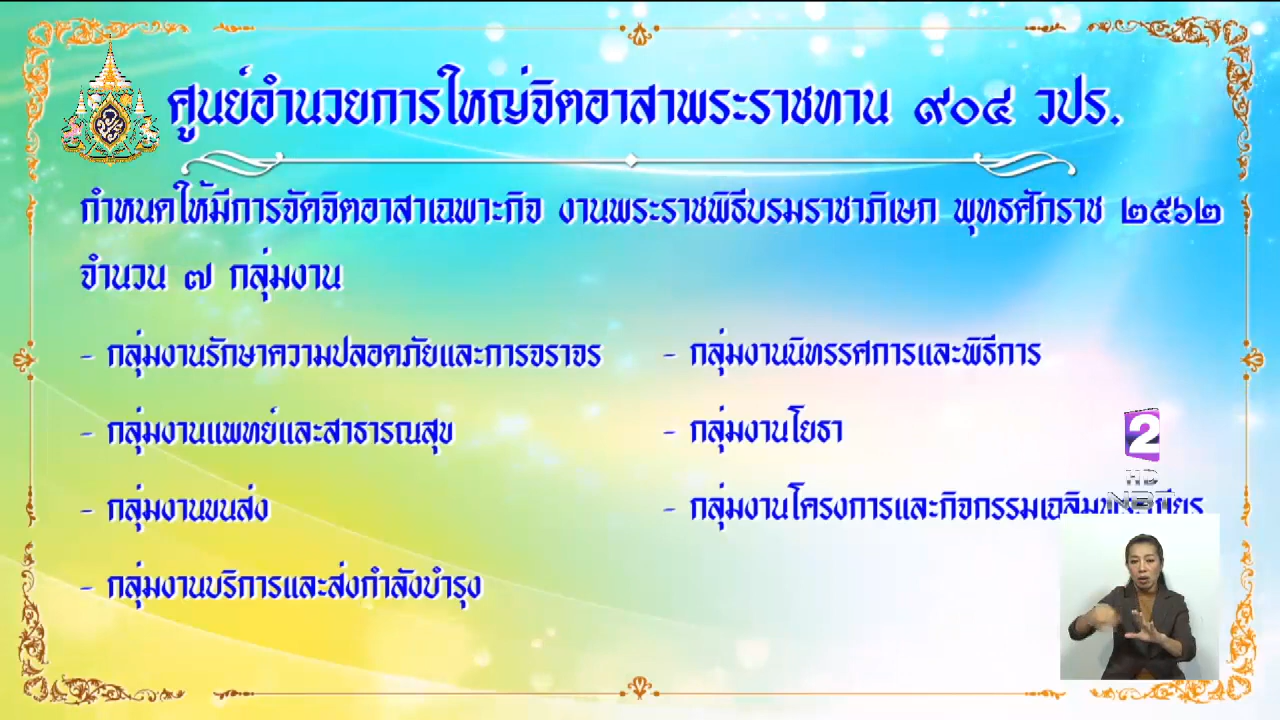 ศูนย์อำนวยการใหญ่จิตอาสาพระราชทาน ๙๐๔ วปร.
กำหนดให้มีการจัดจิตอาสาเฉพาะกิจ งานพระราชพิธีบรมราชาภิเษก พุทธศักราช ๒๕๖๒
จำนวน ๗ กลุ่มงาน
- กลุ่มงานรักษาความปลอดภัยและการจราจร
- กลุ่มงานแพทย์และสาธารณสุข
- กลุ่มงานขนส่ง
- กลุ่มงานบริการและส่งกำลังบำรุง
- กลุ่มงานนิทรรศการและพิธีการ
- กลุ่มงานโยธา
- กลุ่มงานโครงการและกิจกรรมเฉลิมพระเกียรติ
2
HD
NBT